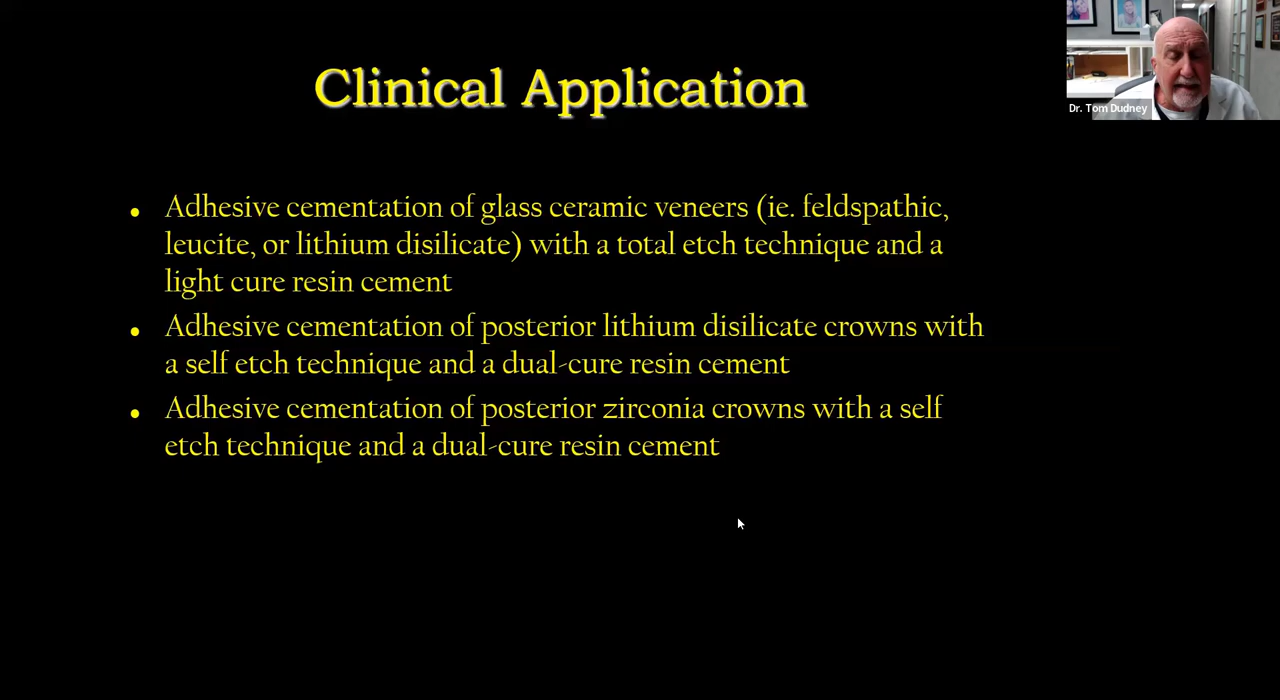 Clinical Application
Dr. Tom Dudney
• Adhesive cementation of glass ceramic veneers (ie. feldspathic,
leucite, or lithium disilicate) with a total etch technique and a
light cure resin cement
• Adhesive cementation of posterior lithium disilicate crowns with
a self etch technique and a dual-cure resin cement
• Adhesive cementation of posterior zirconia crowns with a self
etch technique and a dual-cure resin cement